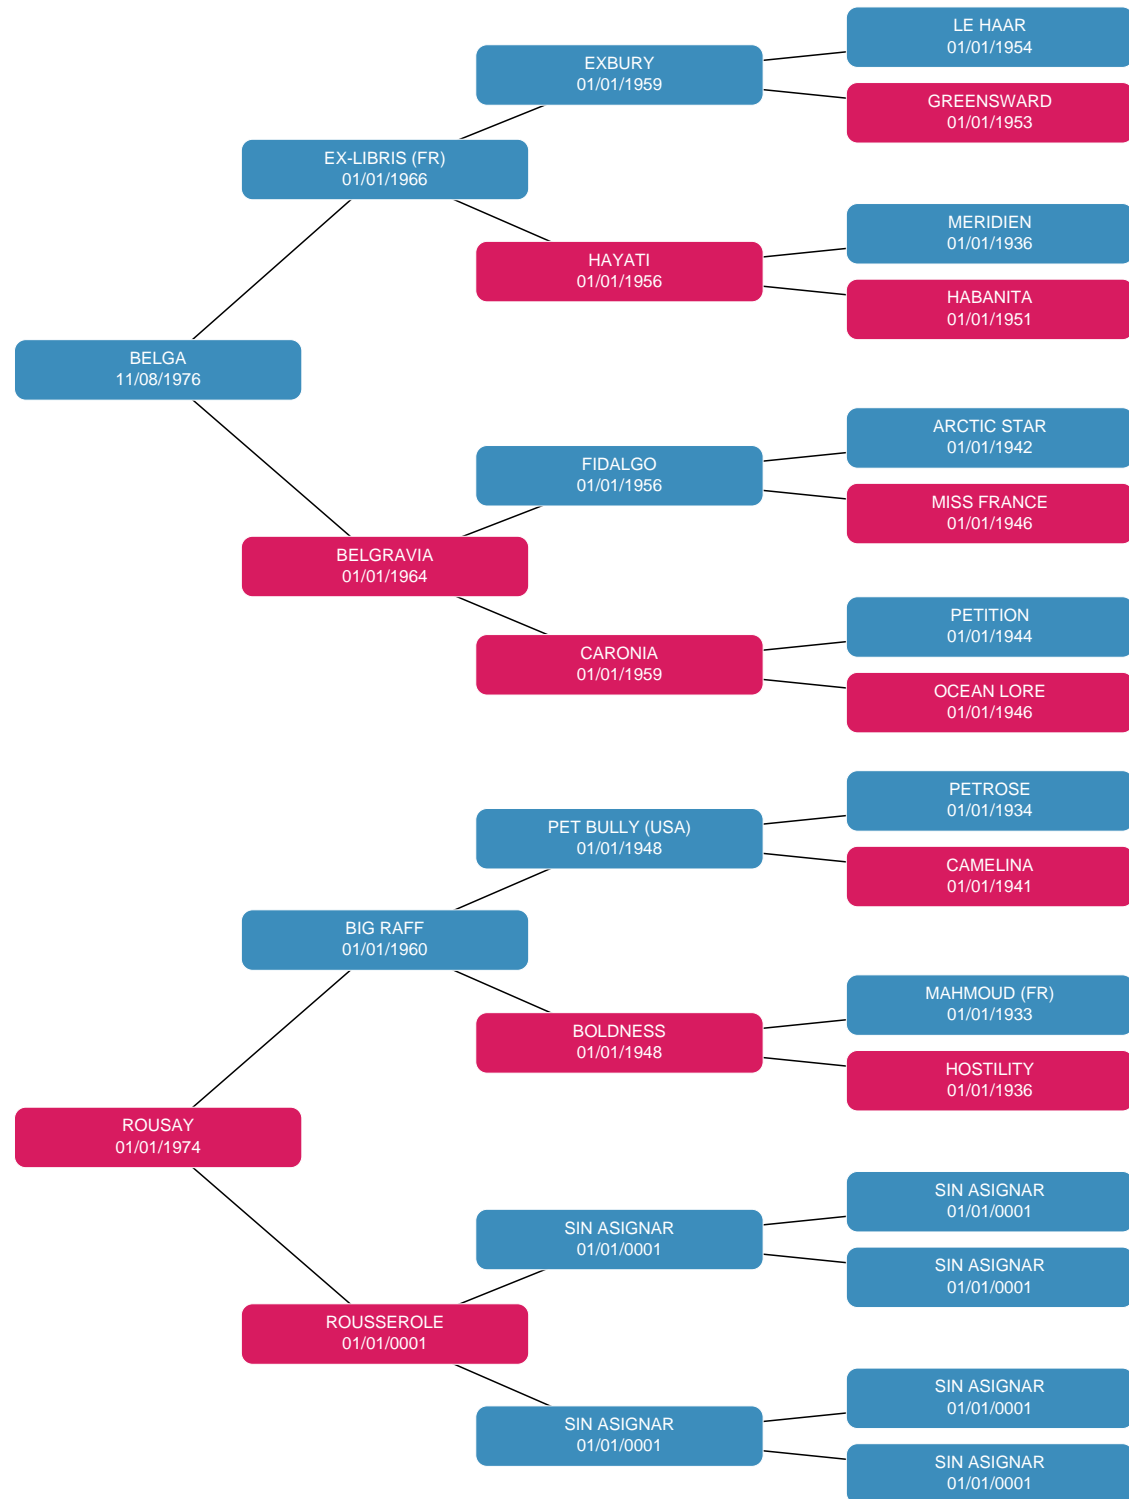 LE HAAR
01/01/1954
EXBURY
01/01/1959
GREENSWARD
01/01/1953
EX-LIBRIS (FR)
01/01/1966
MERIDIEN
01/01/1936
HAYATI
01/01/1956
HABANITA
01/01/1951
BELGA
11/08/1976
ARCTIC STAR
01/01/1942
FIDALGO
01/01/1956
MISS FRANCE
01/01/1946
BELGRAVIA
01/01/1964
PETITION
01/01/1944
CARONIA
01/01/1959
OCEAN LORE
01/01/1946
PETROSE
01/01/1934
PET BULLY (USA)
01/01/1948
CAMELINA
01/01/1941
BIG RAFF
01/01/1960
MAHMOUD (FR)
01/01/1933
BOLDNESS
01/01/1948
HOSTILITY
01/01/1936
ROUSAY
01/01/1974
SIN ASIGNAR
01/01/0001
SIN ASIGNAR
01/01/0001
SIN ASIGNAR
01/01/0001
ROUSSEROLE
01/01/0001
SIN ASIGNAR
01/01/0001
SIN ASIGNAR
01/01/0001
SIN ASIGNAR
01/01/0001